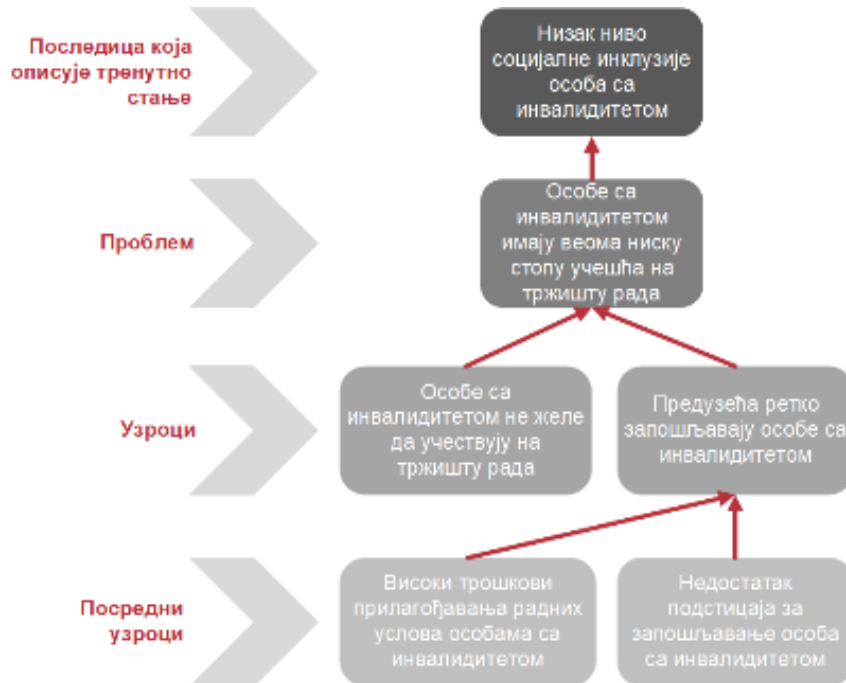 Последица која
описује тренутно
стање
Низак ниво
социјалне инклузије
особа са
инвалидитетом
Проблем
Особе са
инвалидитетом
имају веома ниску
стопу учешћа на
тржишту рада
Узроци
Особе са
инвалидитетом не желе
да учествују на
тржишту рада
Предузећа ретко
запошљавају особе са
инвалидитетом
Посредни
узроци
Високи трошкови
прилагођавања радних
услова особама са
инвалидитетом
Недостатак
подстицаја за
запошљавање особа
са инвалидитетом